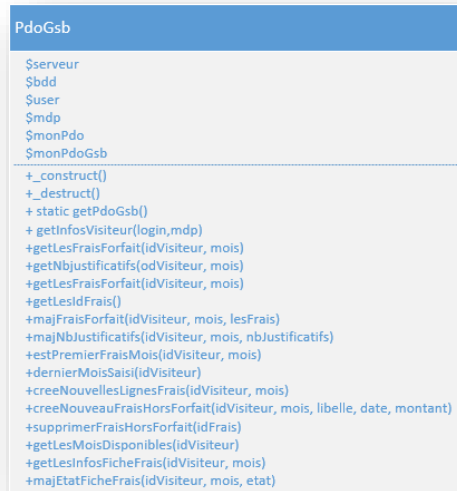 PdoGsb
$serveur
$bdd
$user
$mdp
$monPdo
$monPdoGsb
+_construct()
+_destruct()
+ static getPdoGsb()
+ getInfosVisiteur(login,mdp)
+getLesFraisForfait(idVisiteur, mois)
+getNbjustificatifs(odVisiteur, mois)
+getLesFraisForfait(idVisiteur, mois)
+getLesIdFrais()
+majFraisForfait(idVisiteur, mois, lesFrais)
+majNbJustificatifs(idVisiteur, mois, nbJustificatifs)
+estPremierFraisMois(idVisiteur, mois)
+dernierMoisSaisi(idVisiteur)
+creeNouvellesLignesFrais(idVisiteur, mois)
+creeNouveauFraisHorsForfait(idVisiteur, mois, libelle, date, montant)
+supprimerFraisHorsForfait(idFrais)
+getLesMoisDisponibles(idVisiteur)
+getLesInfosFicheFrais(idVisiteur, mois)
+majEtatFicheFrais(idVisiteur, mois, etat)